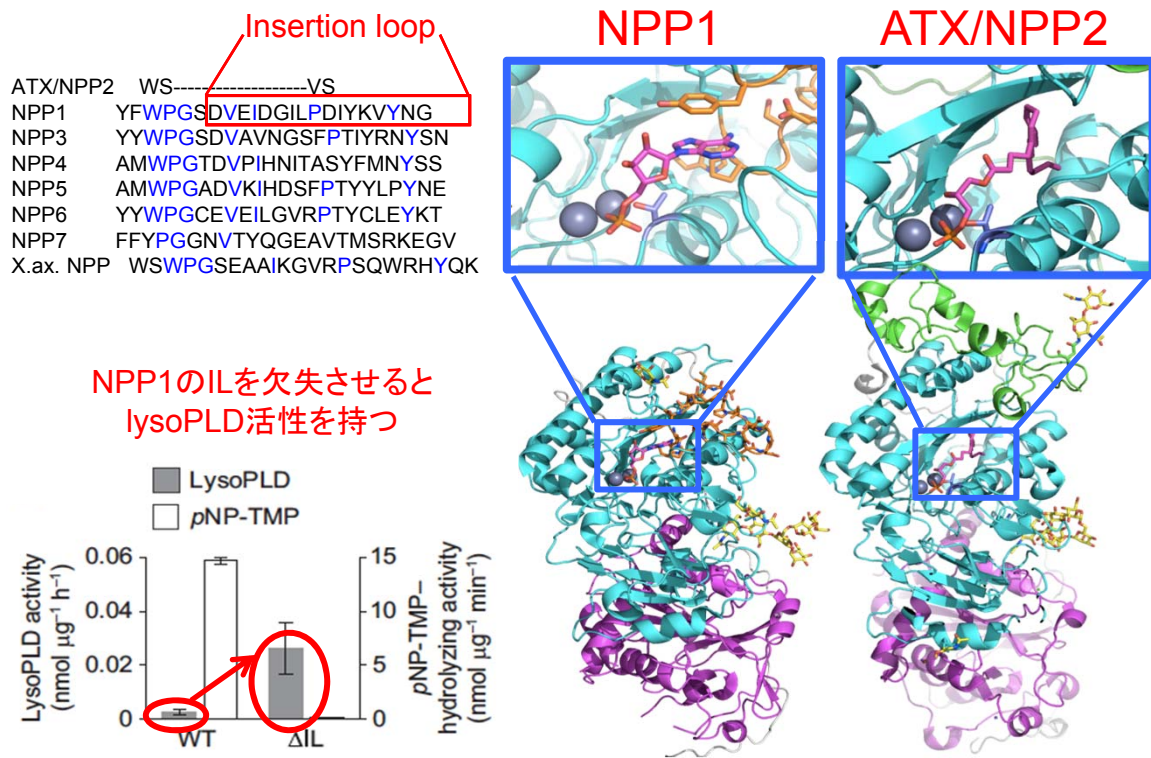 Insertion loop
ATX/NPP2 WS-------------------VS
NPP1 YFWPGSDVEIDGILPDIYKVYNG
NPP3 YYWPGSDVAVNGSFPTIYRNYSN
NPP4 AMWPGTDVPIHNITASYFMNYSS
NPP5 AMWPGADVKIHDSFPTYYLPYNE
NPP6 YYWPGCEVEILGVRPTYCLEYKT
NPP7 FFYPGGNVTYQGEAVTMSRKEGV
X.ax. NPP WSWPGSEAAIKGVRPSQWRHYQK
NPP1
ATX/NPP2
NPP1のILを欠失させると
lysoPLD活性を持つ
LysoPLD
pNP-TMP
LysoPLD activity
(nmol μg⁻¹ h⁻¹)
0.06
0.04
0.02
0
15
10
5
0
pNP-TMP–
hydrolyzing activity
(nmol μg⁻¹ min⁻¹)
WT
ΔIL